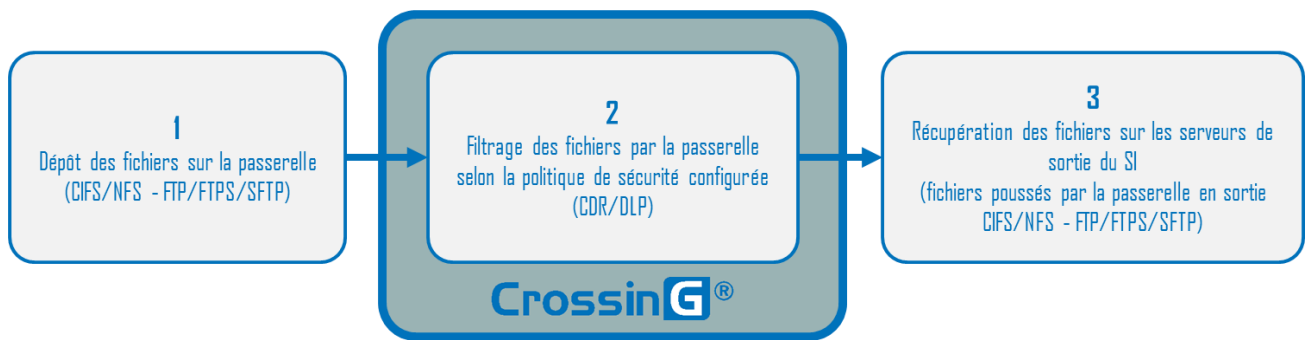 1
Dépôt des fichiers sur la passerelle
(CIFS/NFS - FTP/FTPS/SFTP)
2
Filtrage des fichiers par la passerelle
selon la politique de sécurité configurée
(CDR/DLP)
CrossinG®
3
Récupération des fichiers sur les serveurs de
sortie du SI
(fichiers poussés par la passerelle en sortie
CIFS/NFS - FTP/FTPS/SFTP)